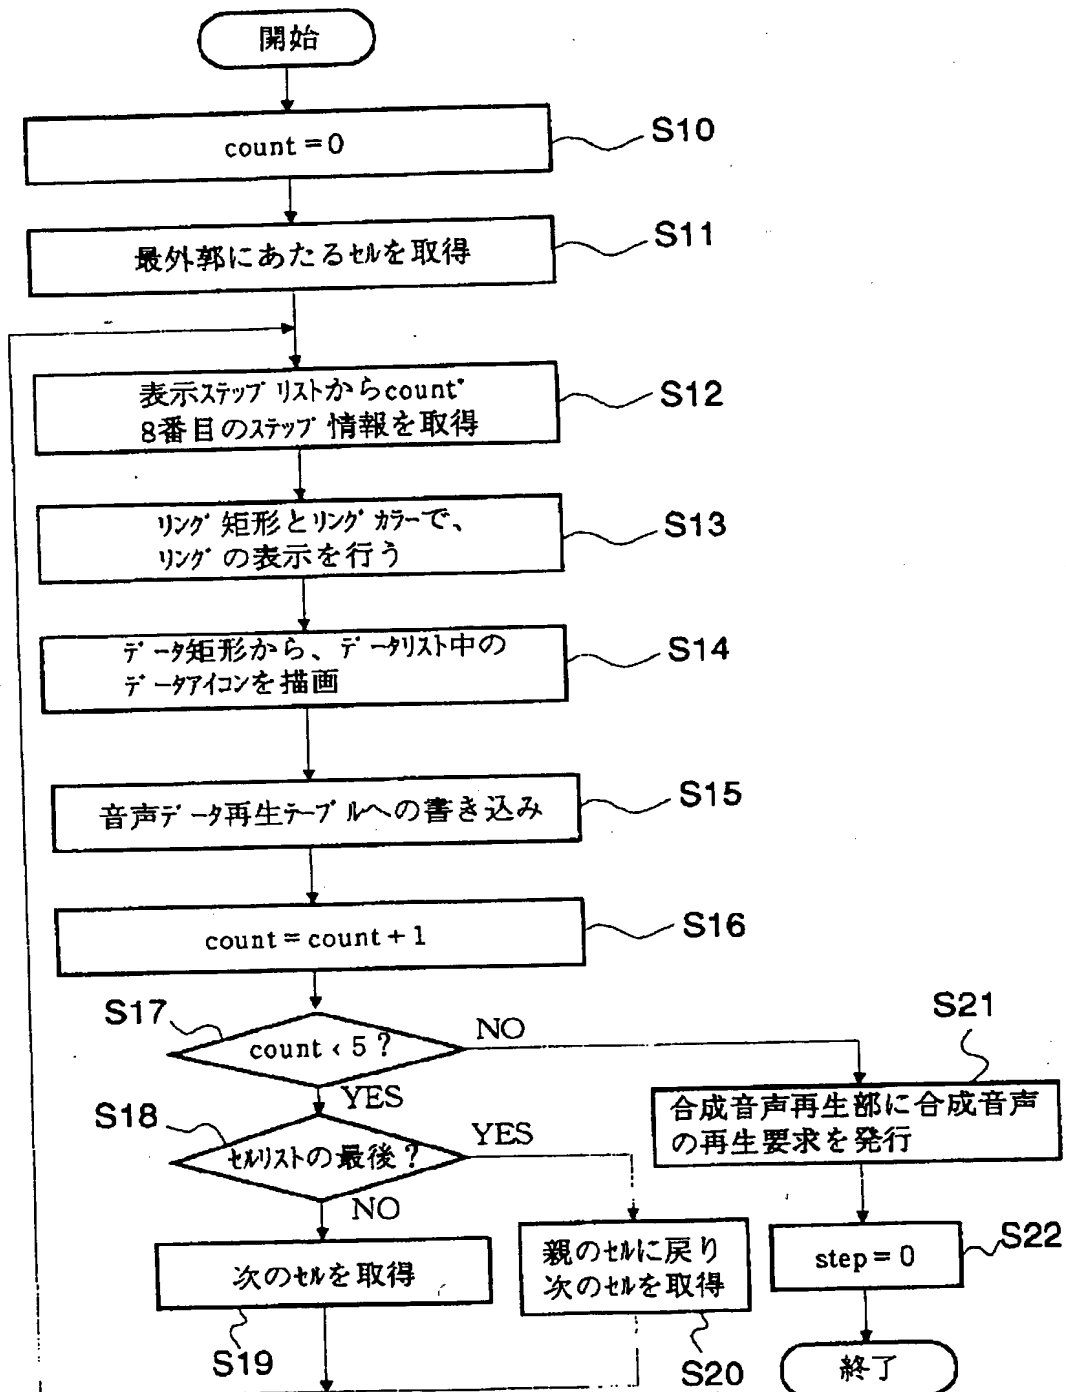 開始
count = 0
S10
最外郭にあたるセルを取得
S11
表示ステップリストからcount*
8番目のステップ情報を取得
S12
リング矩形とリングカラーで、
リングの表示を行う
S13
データ矩形から、データリスト中の
データアイコンを描画
S14
音声データ再生テーブルへの書き込み
S15
count = count + 1
S16
S17
count < 5 ?
NO
YES
S21
合成音声再生部に合成音声
の再生要求を発行
S18
セルリストの最後?
YES
NO
次のセルを取得
S19
親のセルに戻り
次のセルを取得
S20
step = 0
S22
終了